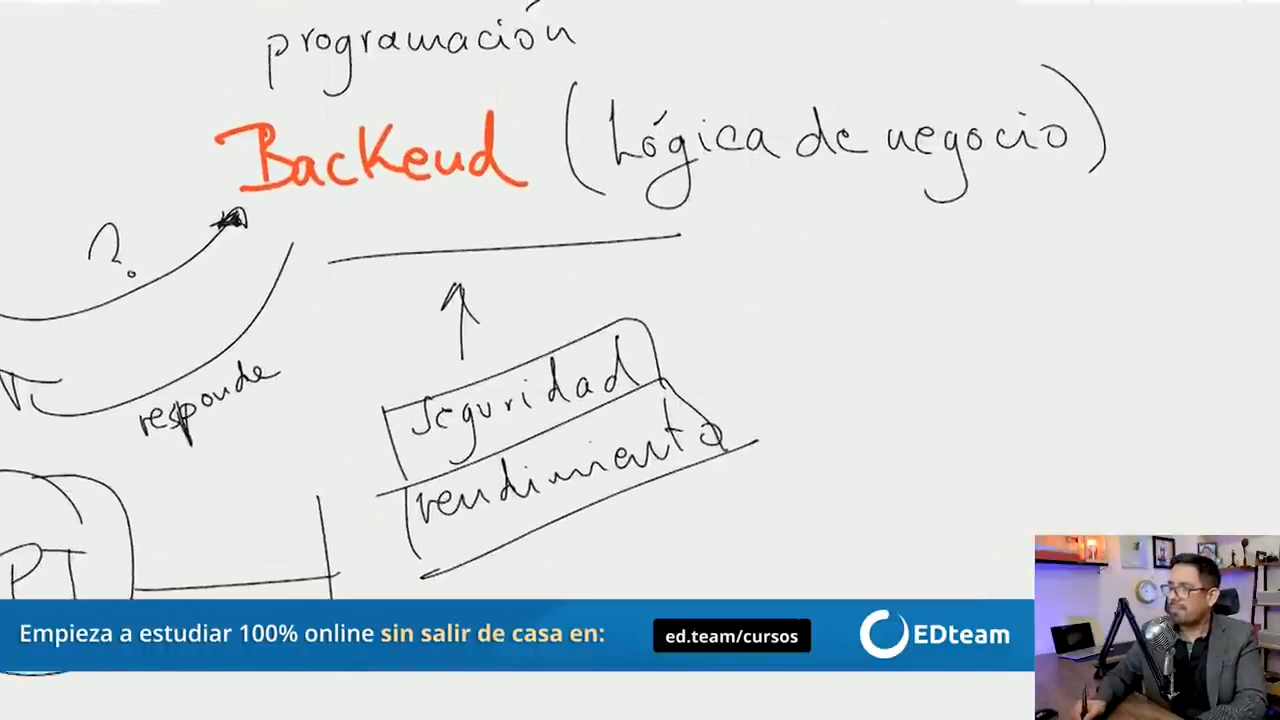 programación
Backend (Lógica de negocio)
?
responde
seguridad
rendimiento
PT
Empieza a estudiar 100% online sin salir de casa en:
ed.team/cursos
EDteam